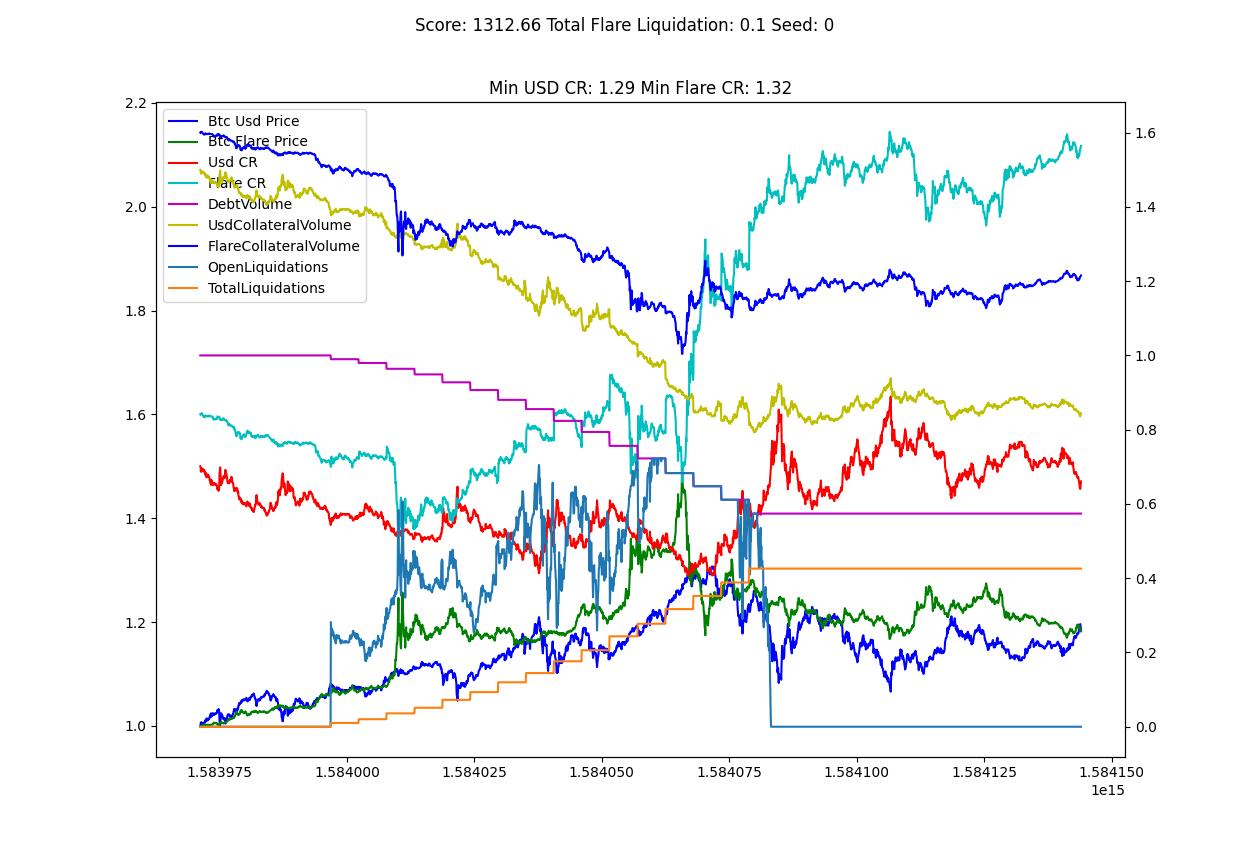 Score: 1312.66 Total Flare Liquidation: 0.1 Seed: 0
Min USD CR: 1.29 Min Flare CR: 1.32
2.2
2.0
1.8
1.6
1.4
1.2
1.0
Btc Usd Price
Btc Flare Price
Usd CR
Flare CR
DebtVolume
UsdCollateralVolume
FlareCollateralVolume
OpenLiquidations
TotalLiquidations
1.6
1.4
1.2
1.0
0.8
0.6
0.4
0.2
0.0
1.583975 1.584000 1.584025 1.584050 1.584075 1.584100 1.584125 1.584150
1e15